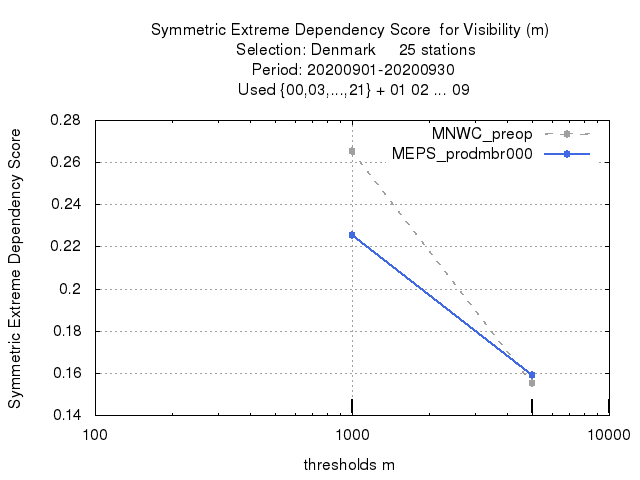 Symmetric Extreme Dependency Score  for Visibility (m)
Selection: Denmark     25 stations
Period: 20200901-20200930
Used {00,03,...,21} + 01 02 ... 09
Symmetric Extreme Dependency Score
0.28
0.26
0.24
0.22
0.2
0.18
0.16
0.14
MNWC_preop
MEPS_prodmbr000
100
1000
10000
thresholds m